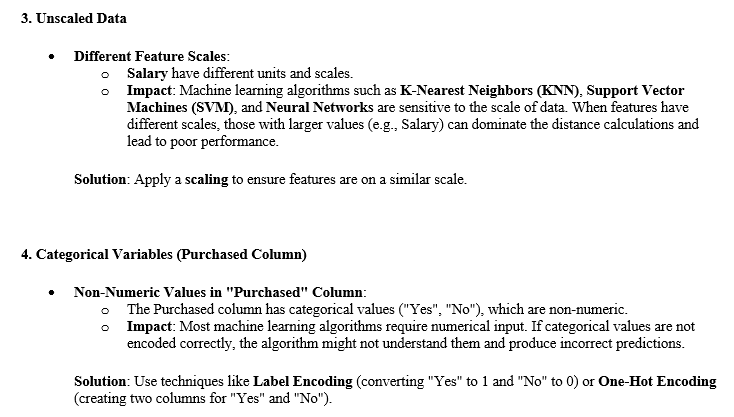 3. Unscaled Data
• Different Feature Scales:
o Salary have different units and scales.
o Impact: Machine learning algorithms such as K-Nearest Neighbors (KNN), Support Vector
Machines (SVM), and Neural Networks are sensitive to the scale of data. When features have
different scales, those with larger values (e.g., Salary) can dominate the distance calculations and
lead to poor performance.
Solution: Apply a scaling to ensure features are on a similar scale.
4. Categorical Variables (Purchased Column)
• Non-Numeric Values in "Purchased" Column:
o The Purchased column has categorical values ("Yes", "No"), which are non-numeric.
o Impact: Most machine learning algorithms require numerical input. If categorical values are not
encoded correctly, the algorithm might not understand them and produce incorrect predictions.
Solution: Use techniques like Label Encoding (converting "Yes" to 1 and "No" to 0) or One-Hot Encoding
(creating two columns for "Yes" and "No").